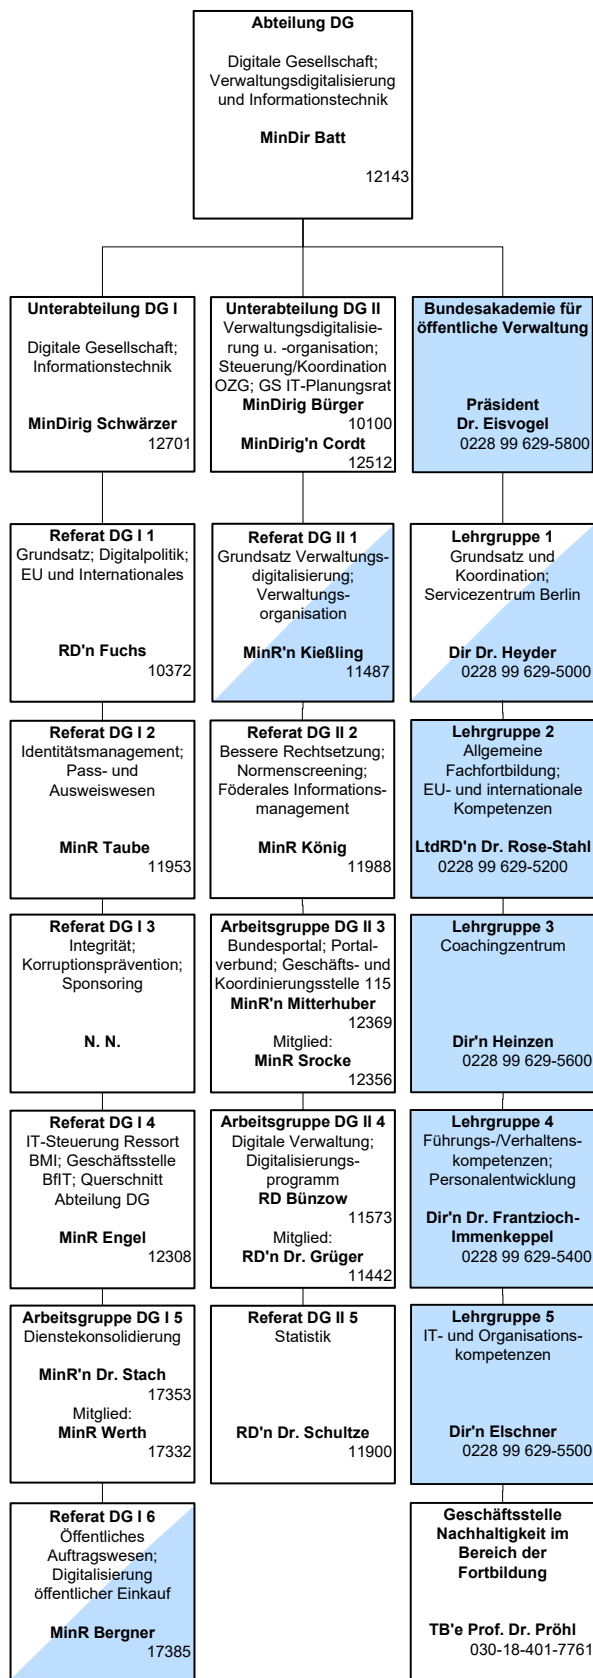 Abteilung DG
Digitale Gesellschaft;
Verwaltungsdigitalisierung
und Informationstechnik
MinDir Batt
12143
Unterabteilung DG I
Digitale Gesellschaft;
Informationstechnik
MinDirig Schwärzer
12701
Unterabteilung DG II
Verwaltungsdigitalisie-
rung u. -organisation;
Steuerung/Koordination
OZG; GS IT-Planungsrat
MinDirig Bürger
10100
MinDirig'n Cordt
12512
Bundesakademie für
öffentliche Verwaltung
Präsident
Dr. Eisvogel
0228 99 629-5800
Referat DG I 1
Grundsatz; Digitalpolitik;
EU und Internationales
RD'n Fuchs
10372
Referat DG II 1
Grundsatz Verwaltungs-
digitalisierung;
Verwaltungs-
organisation
MinR'n Kießling
11487
Lehrgruppe 1
Grundsatz und
Koordination;
Servicezentrum Berlin
Dir Dr. Heyder
0228 99 629-5000
Referat DG I 2
Identitätsmanagement;
Pass- und
Ausweiswesen
MinR Taube
11953
Referat DG II 2
Bessere Rechtsetzung;
Normenscreening;
Föderales Informations-
management
MinR König
11988
Lehrgruppe 2
Allgemeine
Fachfortbildung;
EU- und internationale
Kompetenzen
LtdRD'n Dr. Rose-Stahl
0228 99 629-5200
Referat DG I 3
Integrität;
Korruptionsprävention;
Sponsoring
N. N.
Arbeitsgruppe DG II 3
Bundesportal; Portal-
verbund; Geschäfts- und
Koordinierungsstelle 115
MinR'n Mitterhuber
12369
Mitglied:
MinR Srocke
12356
Lehrgruppe 3
Coachingzentrum
Dir'n Heinzen
0228 99 629-5600
Referat DG I 4
IT-Steuerung Ressort
BMI; Geschäftsstelle
BfIT; Querschnitt
Abteilung DG
MinR Engel
12308
Arbeitsgruppe DG II 4
Digitale Verwaltung;
Digitalisierungs-
programm
RD Bünzow
11573
Mitglied:
RD'n Dr. Grüger
11442
Lehrgruppe 4
Führungs-/Verhaltens-
kompetenzen;
Personalentwicklung
Dir'n Dr. Frantzioch-
Immenkeppel
0228 99 629-5400
Arbeitsgruppe DG I 5
Dienstekonsolidierung
MinR'n Dr. Stach
17353
Mitglied:
MinR Werth
17332
Referat DG II 5
Statistik
RD'n Dr. Schultze
11900
Lehrgruppe 5
IT- und Organisations-
kompetenzen
Dir'n Elschner
0228 99 629-5500
Referat DG I 6
Öffentliches
Auftragswesen;
Digitalisierung
öffentlicher Einkauf
MinR Bergner
17385
Geschäftsstelle
Nachhaltigkeit im
Bereich der
Fortbildung
TB'e Prof. Dr. Pröhl
030-18-401-7761